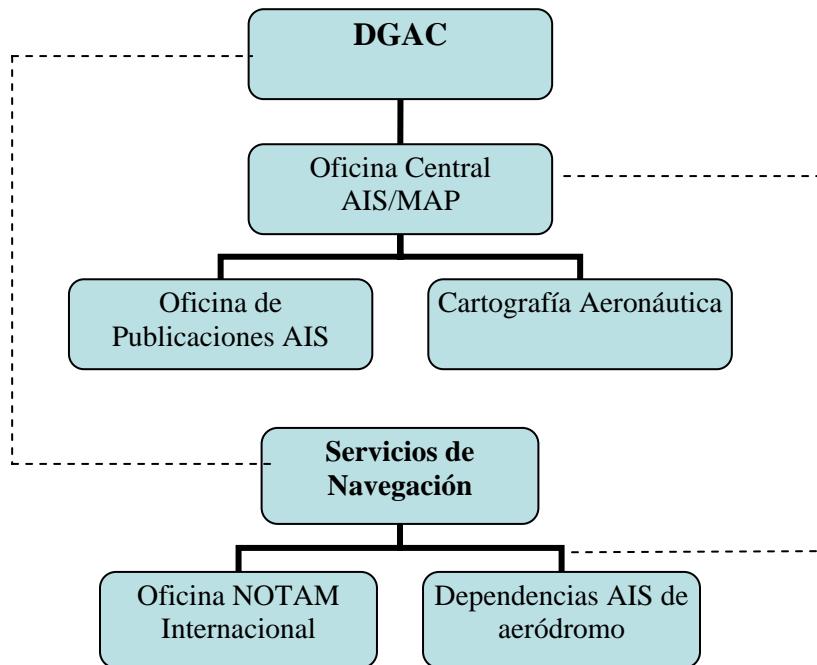 DGAC
Oficina Central
AIS/MAP
Oficina de
Publicaciones AIS
Cartografía Aeronáutica
Servicios de
Navegación
Oficina NOTAM
Internacional
Dependencias AIS de
aeródromo